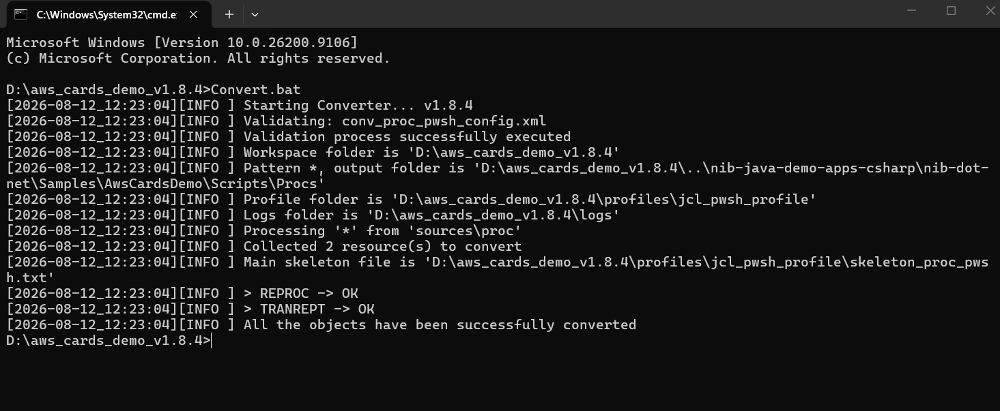 C:\Windows\System32\cmd.e
Microsoft Windows [Version 10.0.26200.9106]
(c) Microsoft Corporation. All rights reserved.
D:\aws_cards_demo_v1.8.4>Convert.bat
[2026-08-12_12:23:04][INFO ] Starting Converter... v1.8.4
[2026-08-12_12:23:04][INFO ] Validating: conv_proc_pwsh_config.xml
[2026-08-12_12:23:04][INFO ] Validation process successfully executed
[2026-08-12_12:23:04][INFO ] Workspace folder is 'D:\aws_cards_demo_v1.8.4'
[2026-08-12_12:23:04][INFO ] Pattern *, output folder is 'D:\aws_cards_demo_v1.8.4\..\nib-java-demo-apps-csharp\nib-dot-
net\Samples\AwsCardsDemo\Scripts\Procs'
[2026-08-12_12:23:04][INFO ] Profile folder is 'D:\aws_cards_demo_v1.8.4\profiles\jcl_pwsh_profile'
[2026-08-12_12:23:04][INFO ] Logs folder is 'D:\aws_cards_demo_v1.8.4\logs'
[2026-08-12_12:23:04][INFO ] Processing '*' from 'sources\proc'
[2026-08-12_12:23:04][INFO ] Collected 2 resource(s) to convert
[2026-08-12_12:23:04][INFO ] Main skeleton file is 'D:\aws_cards_demo_v1.8.4\profiles\jcl_pwsh_profile\skeleton_proc_pws
h.txt'
[2026-08-12_12:23:04][INFO ] > REPROC -> OK
[2026-08-12_12:23:04][INFO ] > TRANREPT -> OK
[2026-08-12_12:23:04][INFO ] All the objects have been successfully converted
D:\aws_cards_demo_v1.8.4>